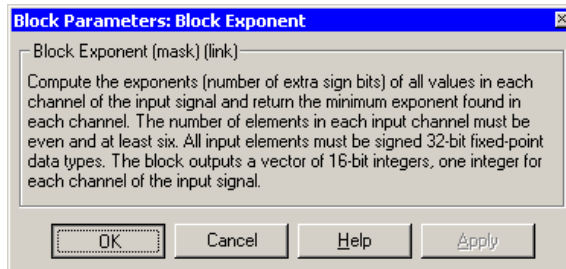 Block Parameters: Block Exponent
Block Exponent (mask) (link)
Compute the exponents (number of extra sign bits) of all values in each
channel of the input signal and return the minimum exponent found in
each channel. The number of elements in each input channel must be
even and at least six. All input elements must be signed 32-bit fixed-point
data types. The block outputs a vector of 16-bit integers, one integer for
each channel of the input signal.
OK Cancel Help Apply